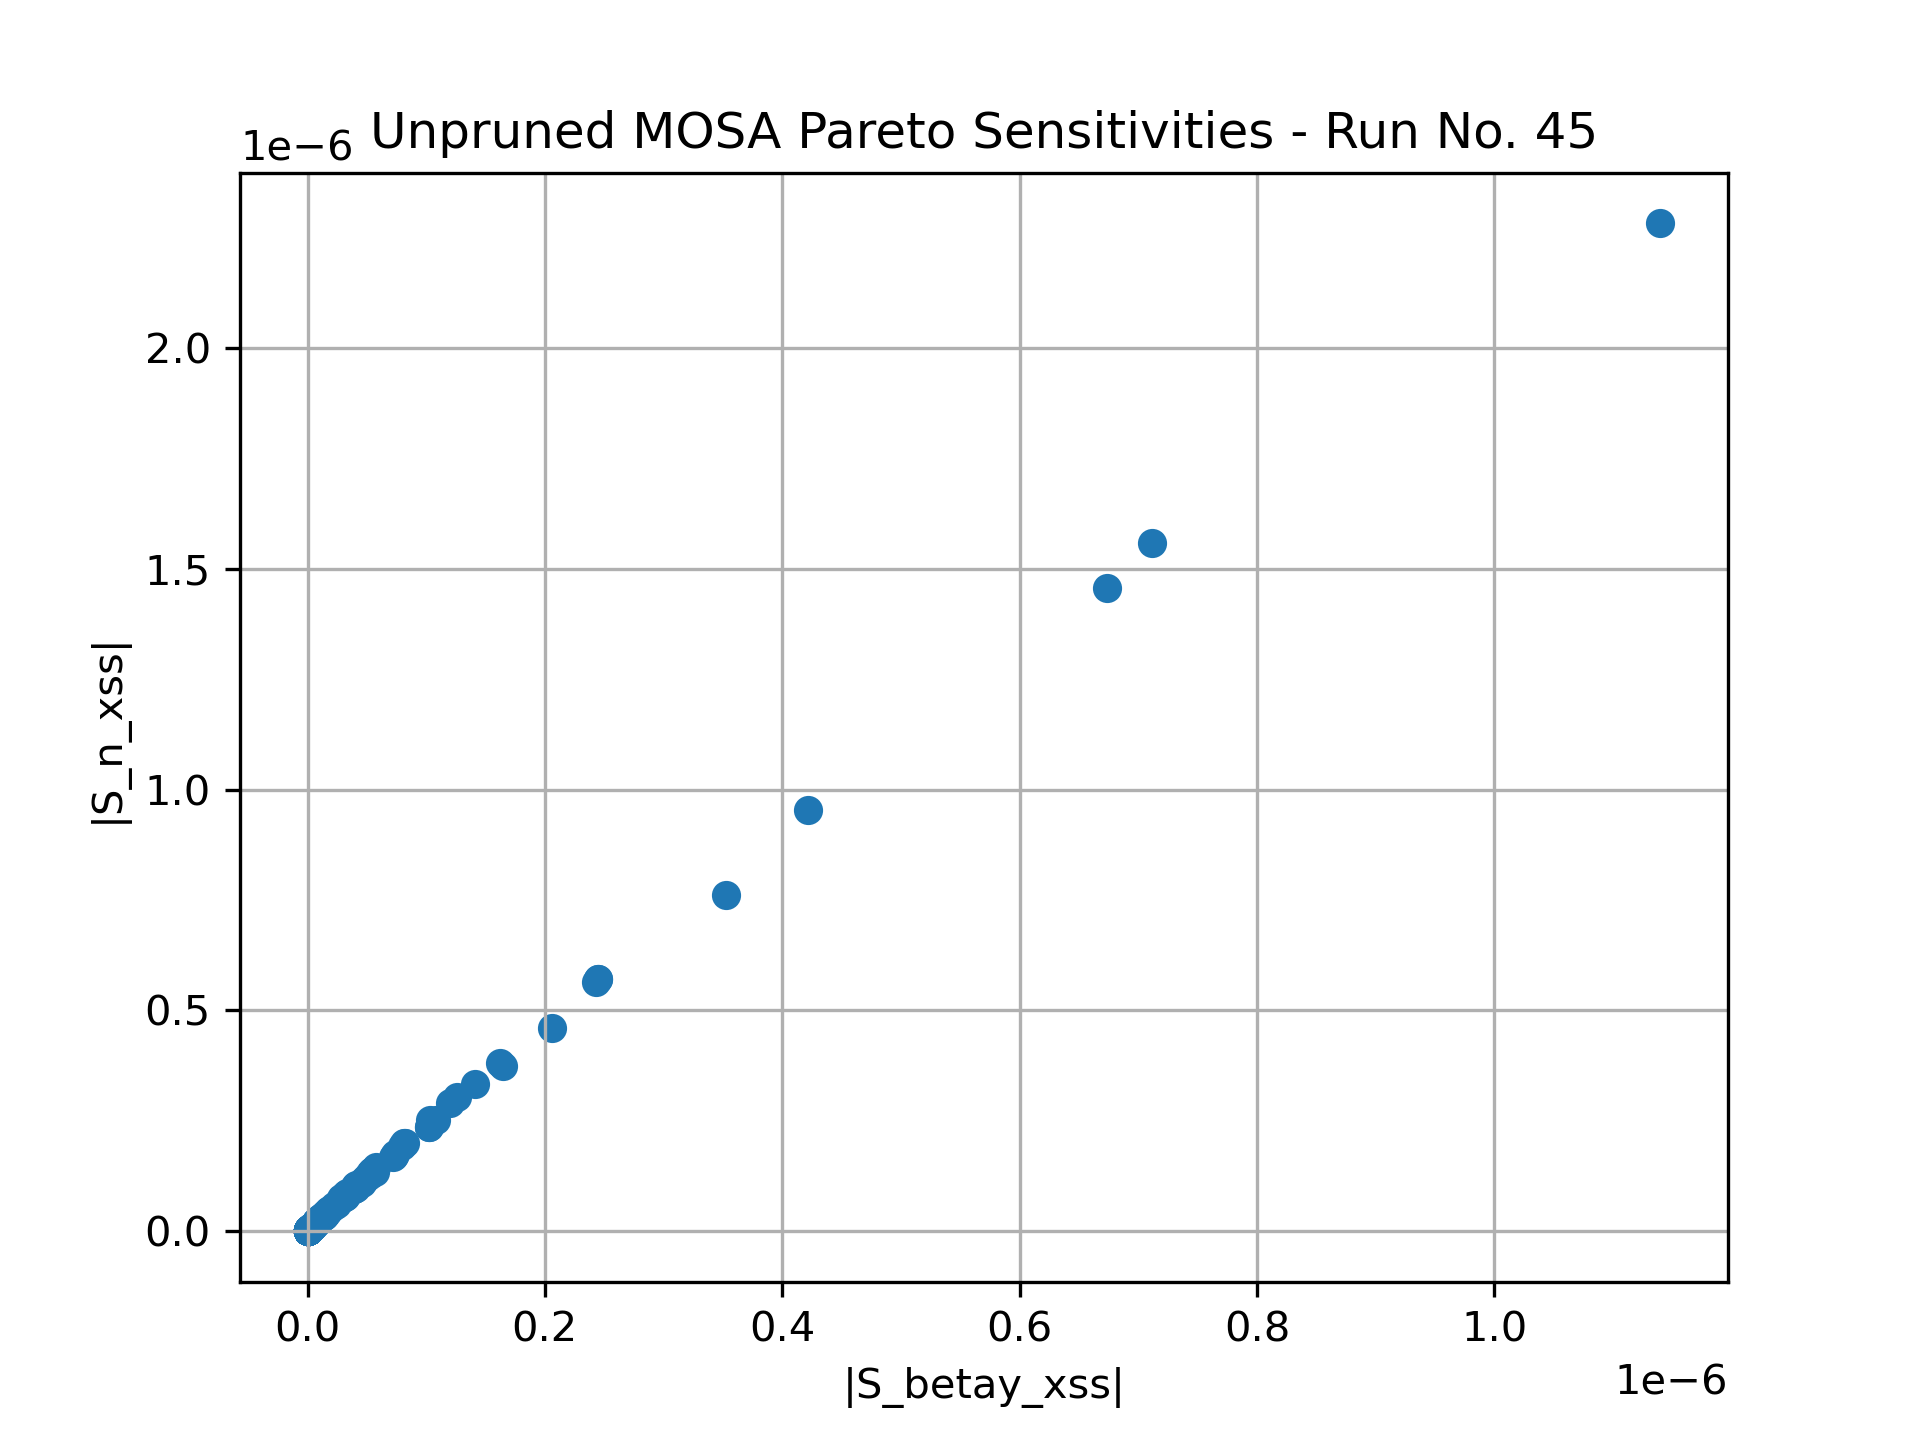 Unpruned MOSA Pareto Sensitivities - Run No. 45
1e−6
2.0
1.5
1.0
0.5
0.0
|S_n_xss|
0.0 0.2 0.4 0.6 0.8 1.0
|S_betay_xss|
1e−6